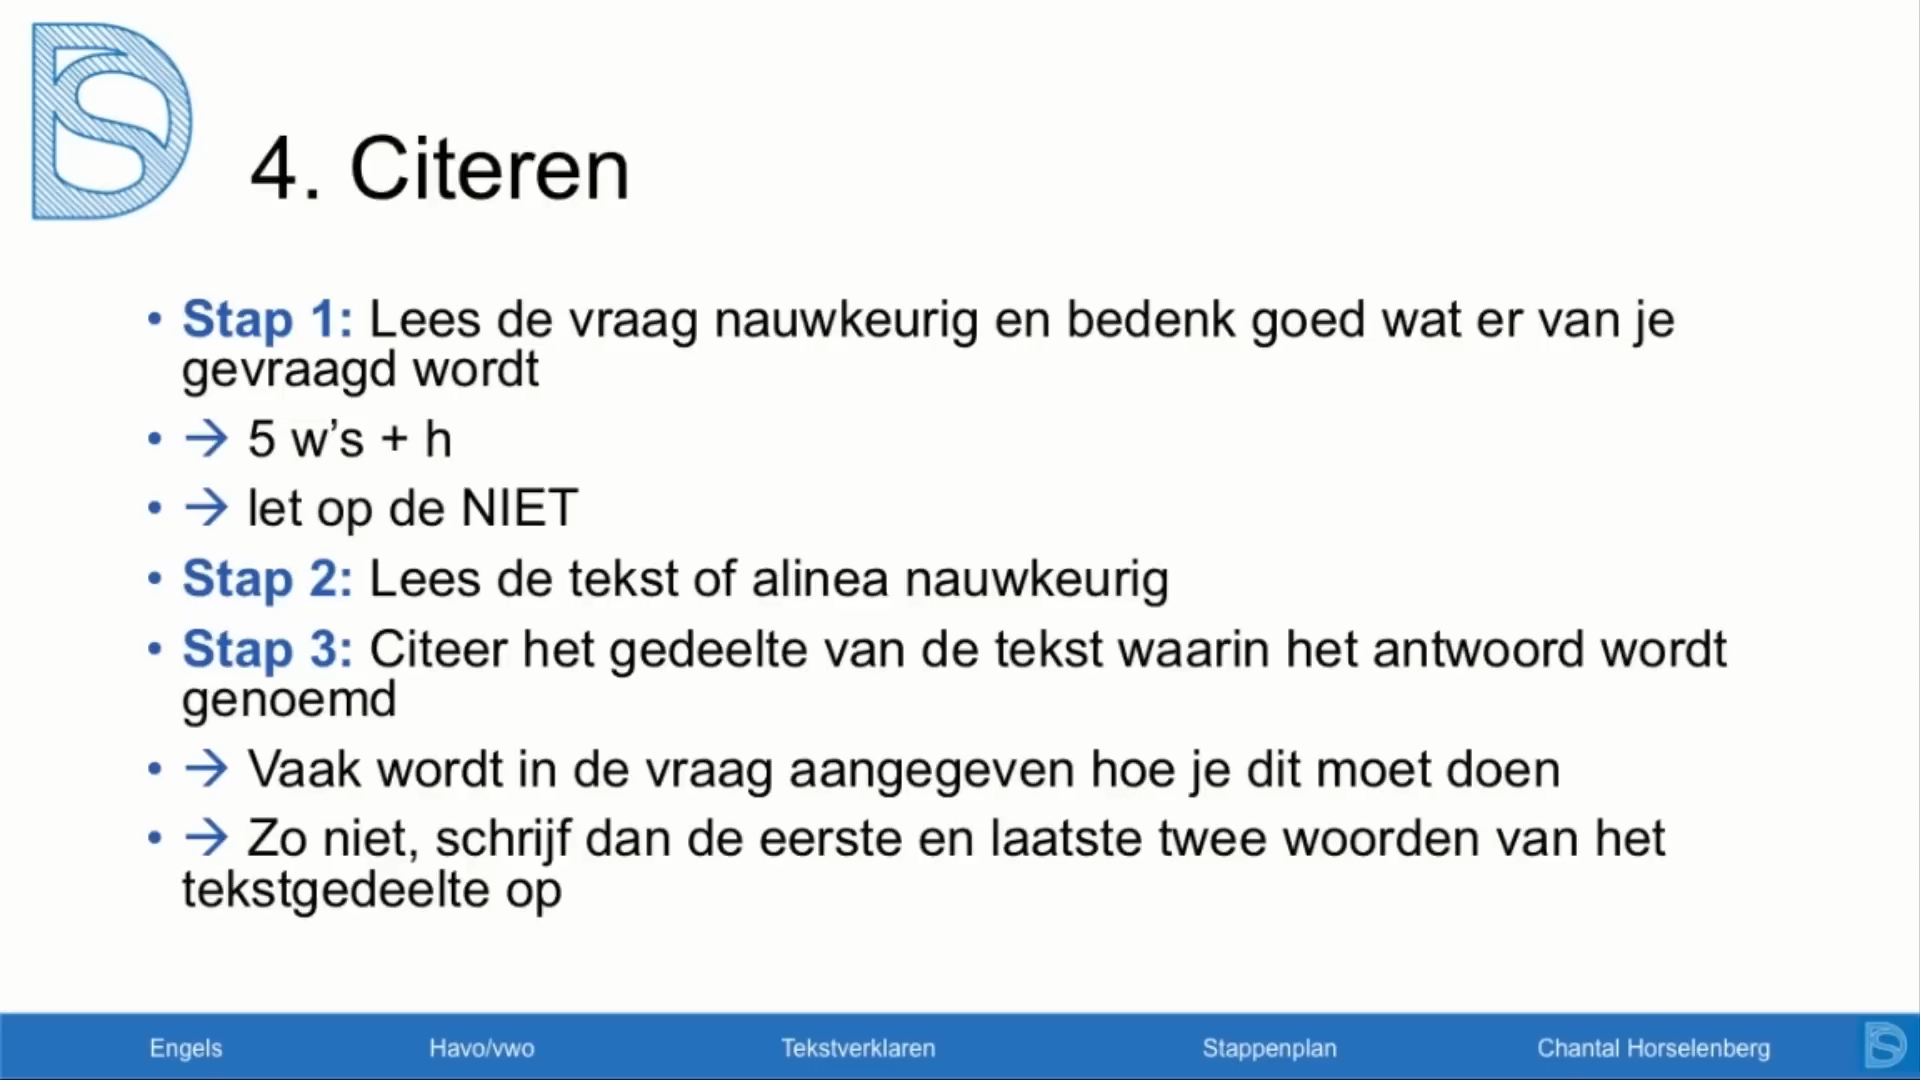 4. Citeren
• Stap 1: Lees de vraag nauwkeurig en bedenk goed wat er van je
gevraagd wordt
• → 5 w’s + h
• → let op de NIET
• Stap 2: Lees de tekst of alinea nauwkeurig
• Stap 3: Citeer het gedeelte van de tekst waarin het antwoord wordt
genoemd
• → Vaak wordt in de vraag aangegeven hoe je dit moet doen
• → Zo niet, schrijf dan de eerste en laatste twee woorden van het
tekstgedeelte op
Engels Havo/vwo Tekstverklaren Stappenplan Chantal Horselenberg